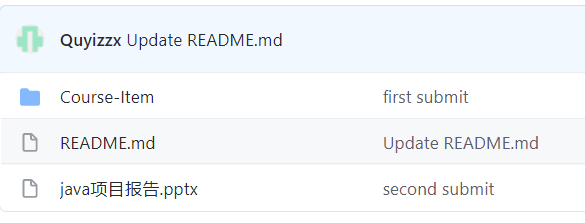 Quyizzx Update README.md
Course-Item first submit
README.md Update README.md
java项目报告.pptx second submit